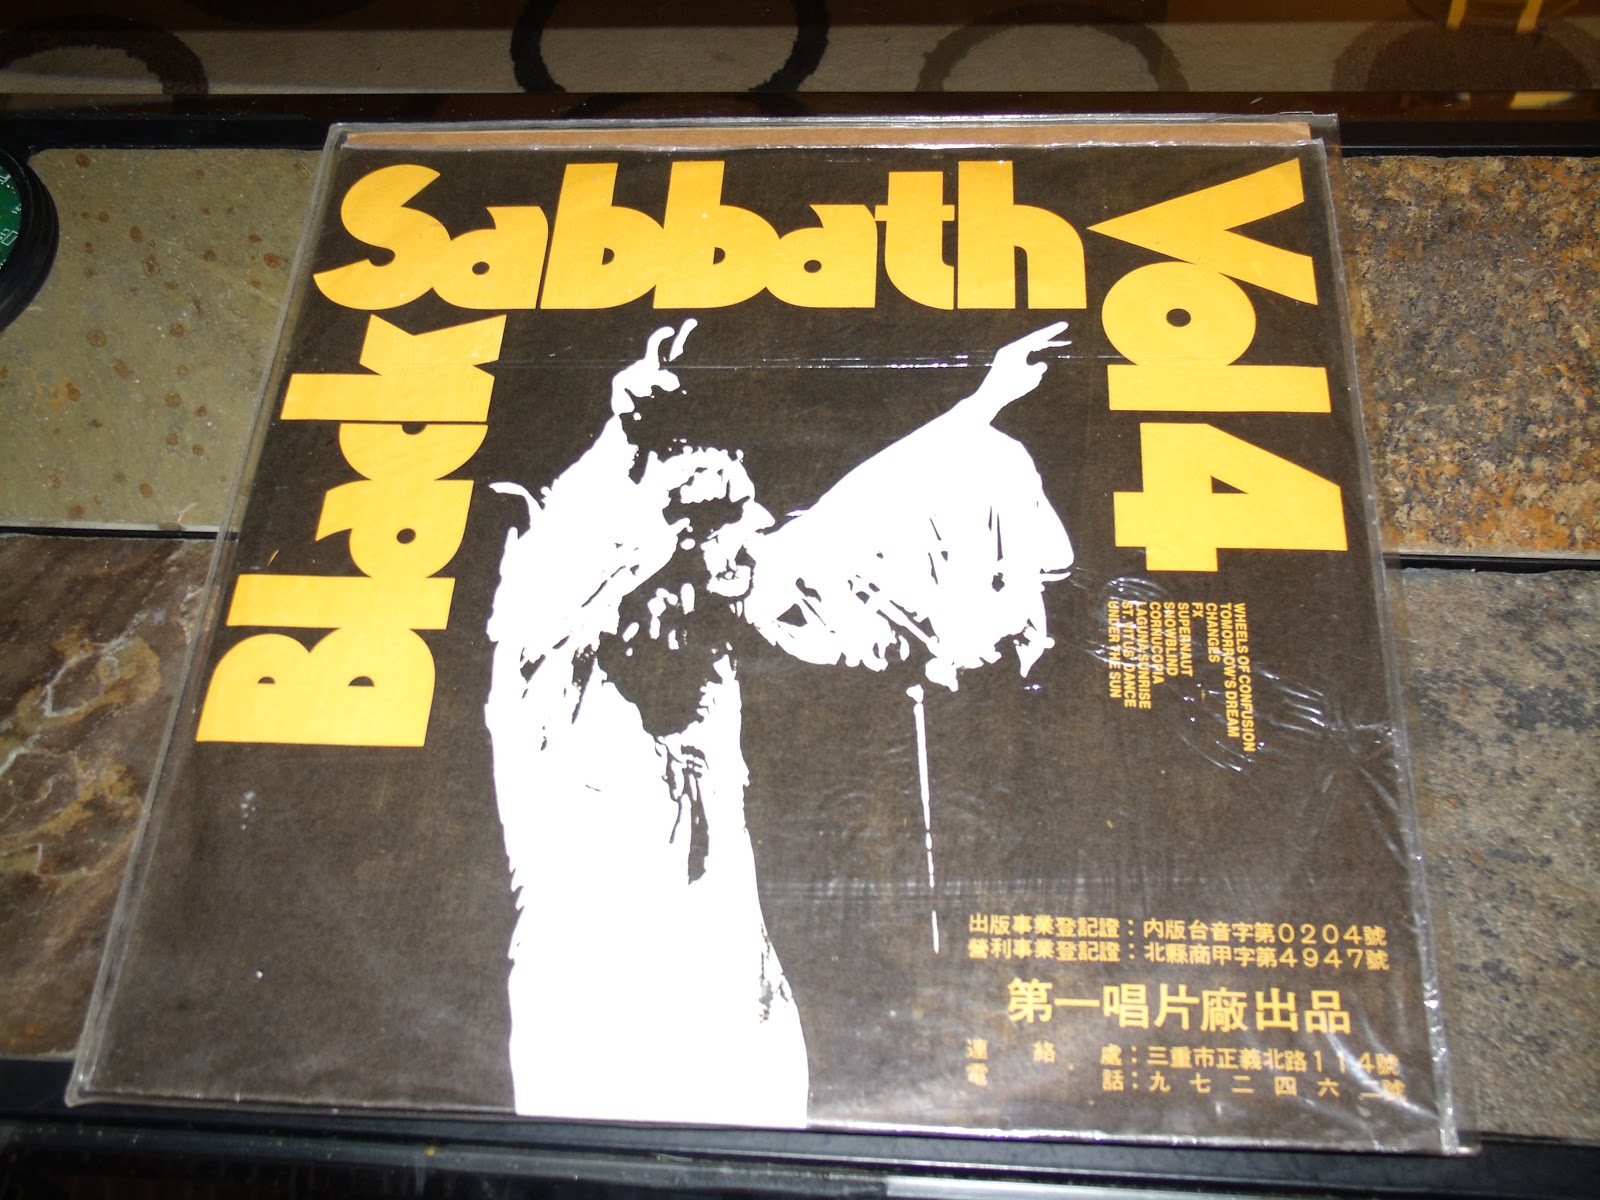 Black
Sabbath
Vol 4
WHEELS OF CONFUSION
TOMORROW'S DREAM
CHANGES
FX
SUPERNAUT
SNOWBLIND
CORNUCOPIA
LAGUNA SUNRISE
ST. VITUS DANCE
UNDER THE SUN
出版事業登記證：內版台音字第0204號
營利事業登記證：北縣商甲字第4947號
第一唱片廠出品
連絡處：三重市正義北路114號
電話：九七二四六二號